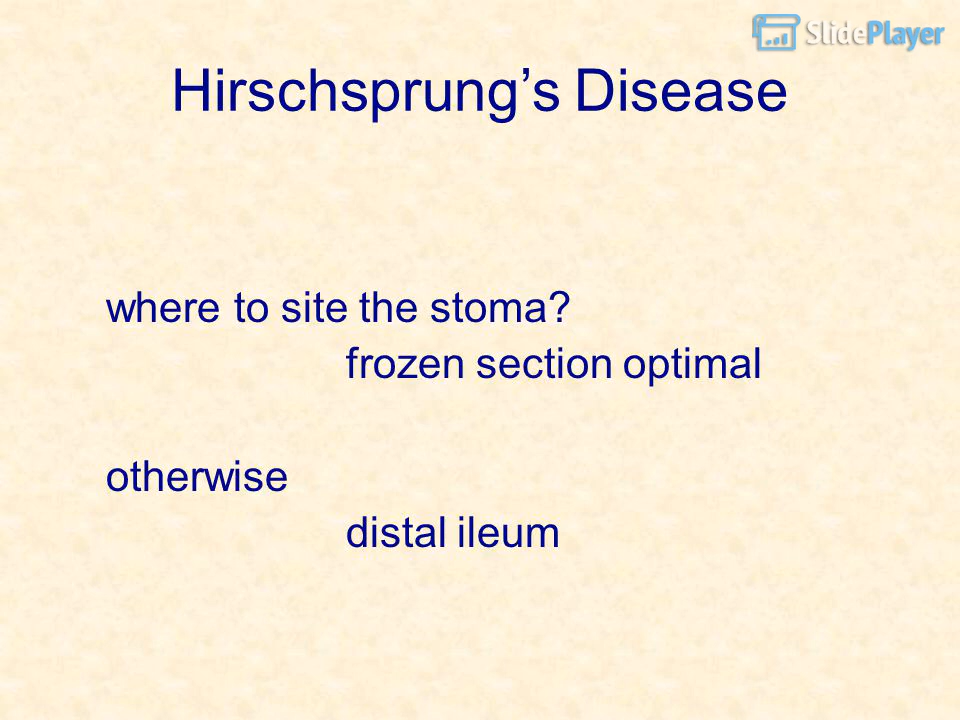 SlidePlayer
Hirschsprung’s Disease
where to site the stoma?
frozen section optimal
otherwise
distal ileum